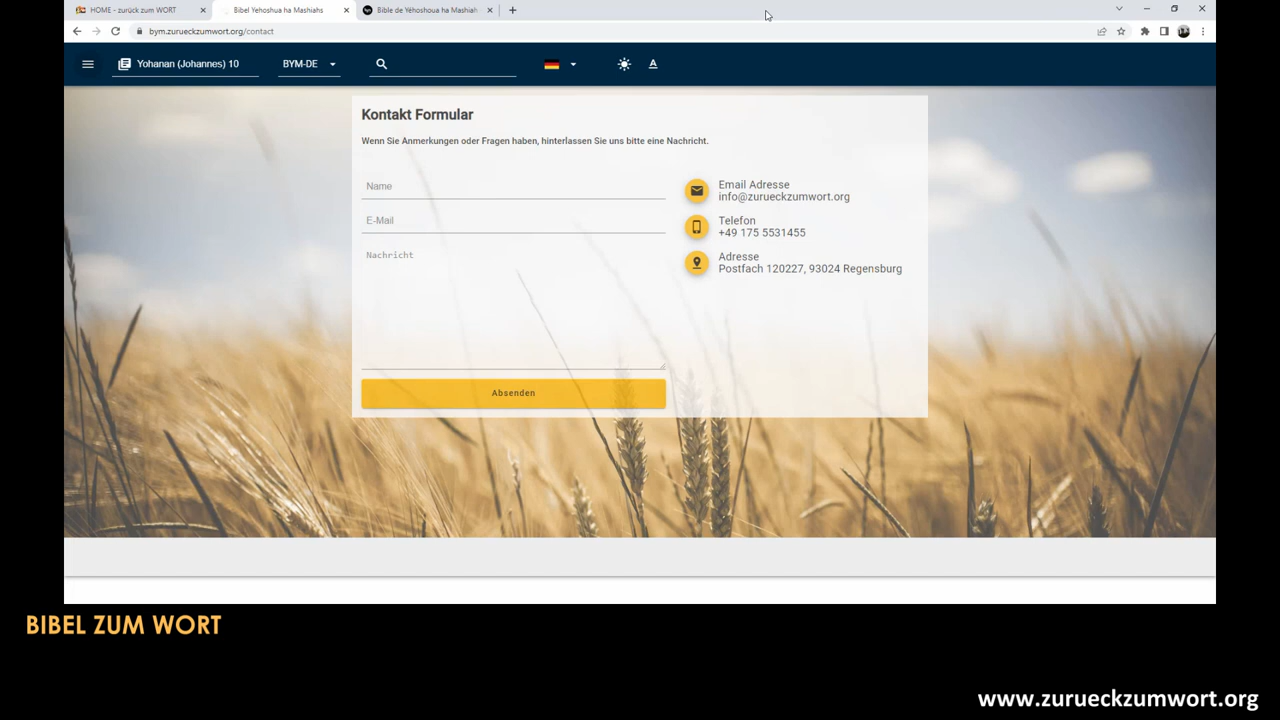 HOME - zurück zum WORT
Bibel Yehoshua ha Mashiahs
Bible de Yéhoshoua ha Mashiah
bym.zurueckzumwort.org/contact
Yohanan (Johannes) 10
BYM-DE
A
Kontakt Formular
Wenn Sie Anmerkungen oder Fragen haben, hinterlassen Sie uns bitte eine Nachricht.
Name
E-Mail
Nachricht
Absenden
Email Adresse
info@zurueckzumwort.org
Telefon
+49 175 5531455
Adresse
Postfach 120227, 93024 Regensburg
BIBEL ZUM WORT
www.zurueckzumwort.org